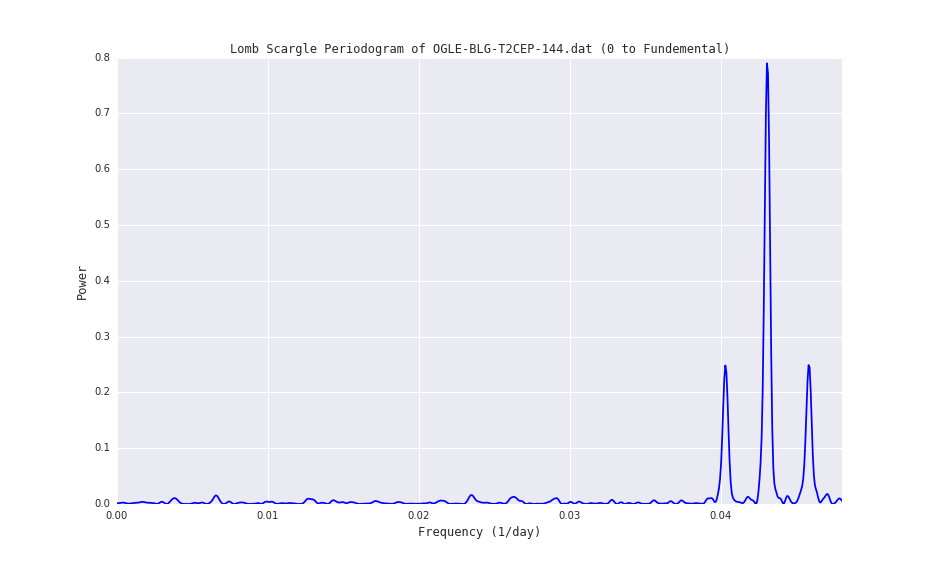 Lomb Scargle Periodogram of OGLE-BLG-T2CEP-144.dat (0 to Fundemental)
0.8
0.7
0.6
0.5
0.4
0.3
0.2
0.1
0.0
Power
0.00 0.01 0.02 0.03 0.04
Frequency (1/day)